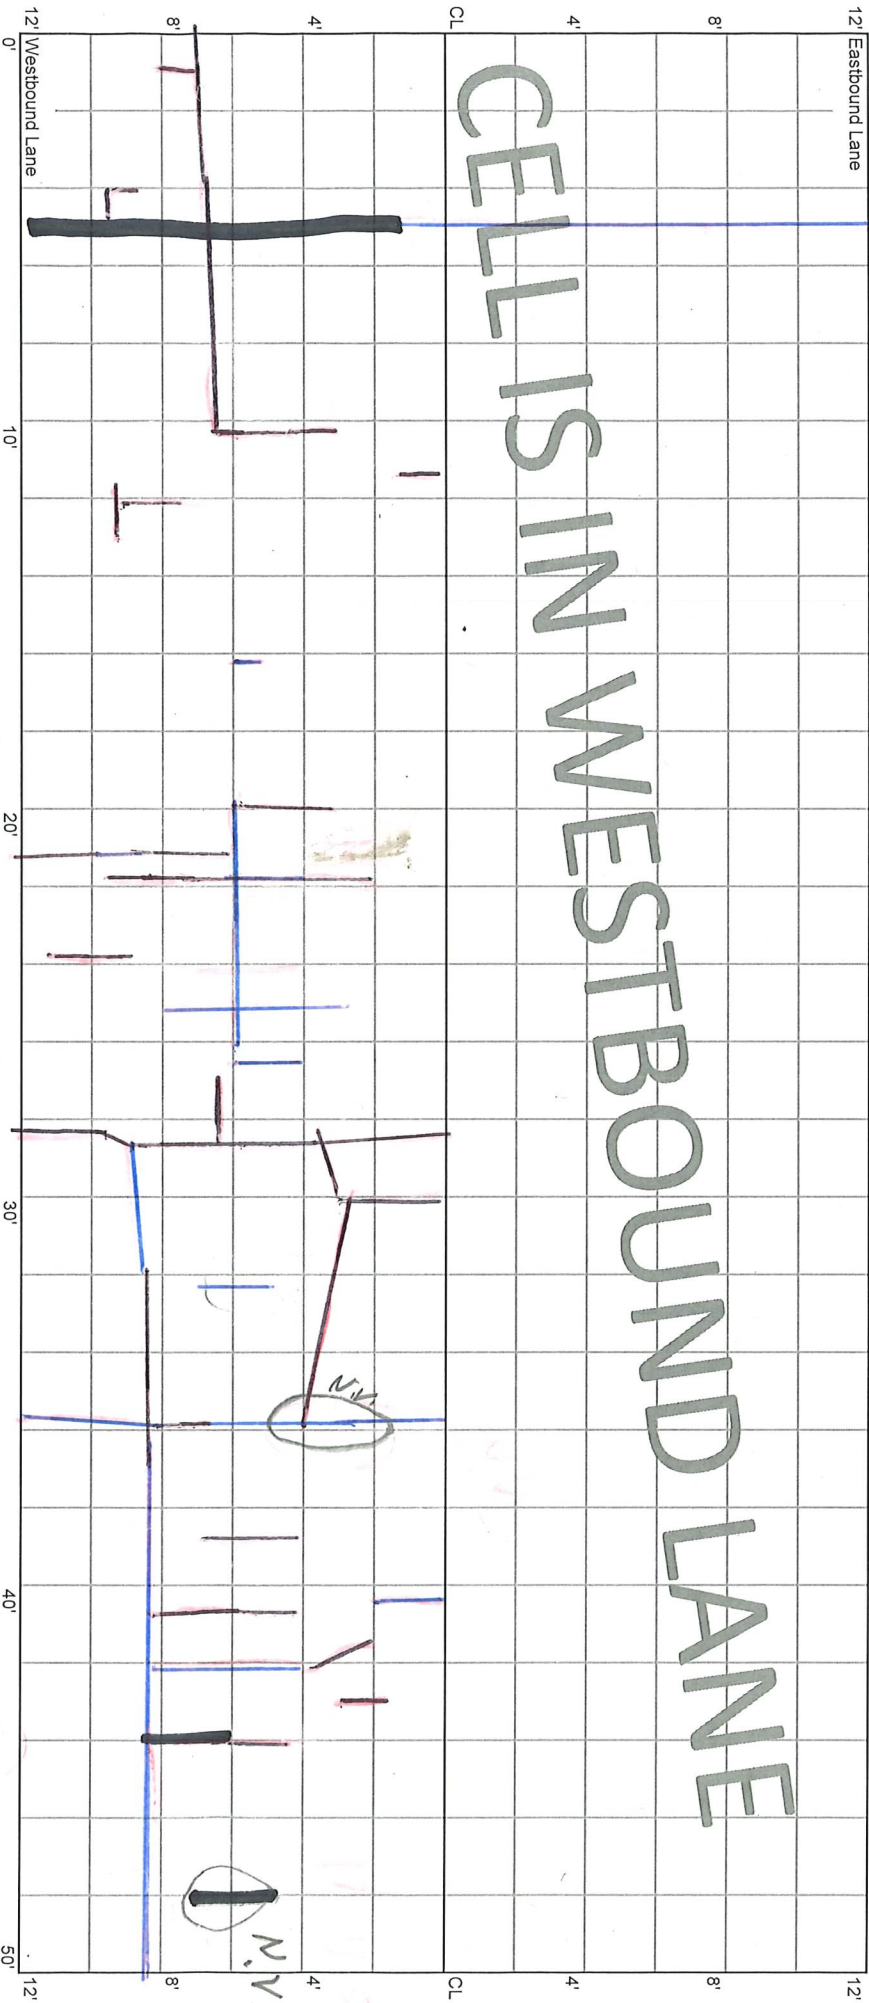 12' 8' 4' CL 4' 8' 12'
Eastbound Lane
Westbound Lane
0' 10' 20' 30' 40' 50'
CELL IS IN WESTBOUND LANE
N.V.
N.V
12' 8' 4' CL 4' 8' 12'